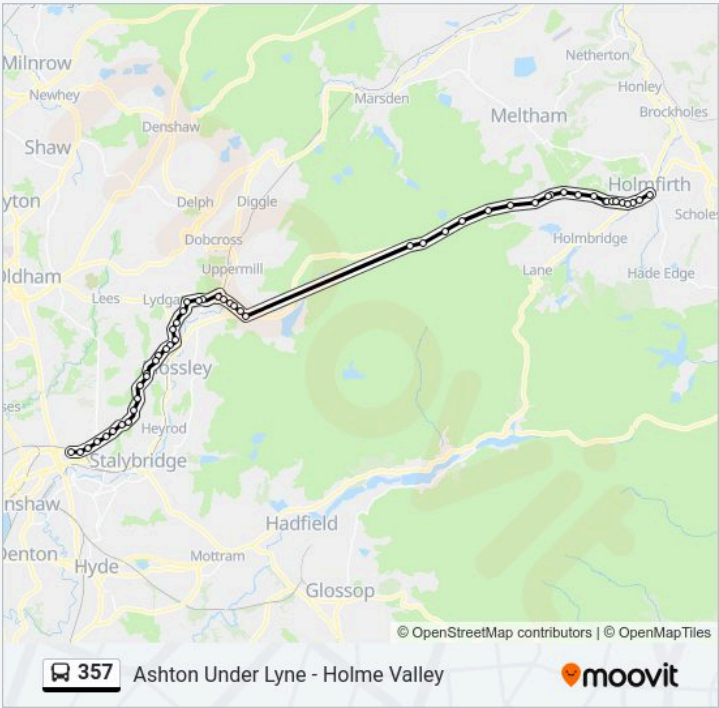 Milnrow
Netherton
Newhey
Marsden
Honley
Meltham
Brockholes
Denshaw
Shaw
Holmfirth
yton
Delph
Diggle
Scholes
Dobcross
Holmbridge
Uppermill
Oldham
Lane
Hade Edge
Lees
Lydga
ossley
ses
Heyrod
Stalybridge
nshaw
Hadfield
Denton
Mottram
Hyde
Glossop
© OpenStreetMap contributors | © OpenMapTiles
357 Ashton Under Lyne - Holme Valley
moovit